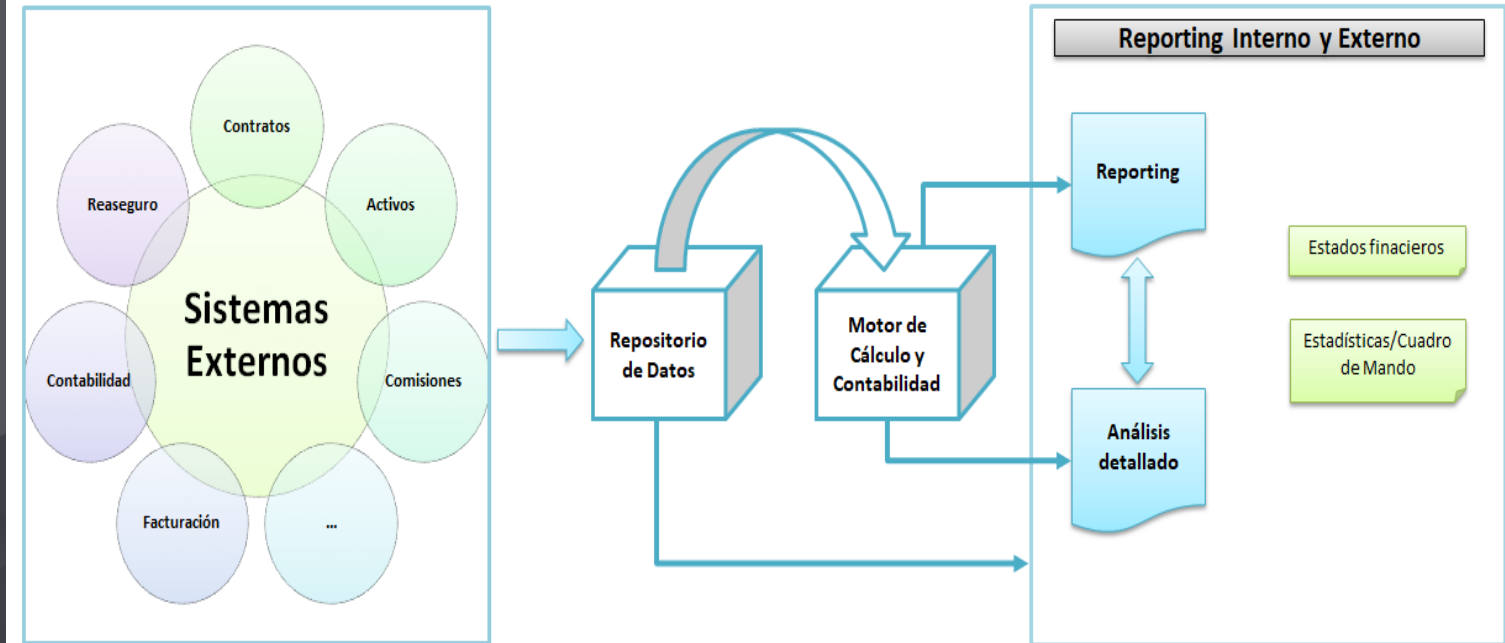 Contratos
Activos
Comisiones
...
Facturación
Contabilidad
Reaseguro
Sistemas
Externos
Repositorio
de Datos
Motor de
Cálculo y
Contabilidad
Reporting Interno y Externo
Reporting
Análisis
detallado
Estados finacieros
Estadísticas/Cuadro
de Mando